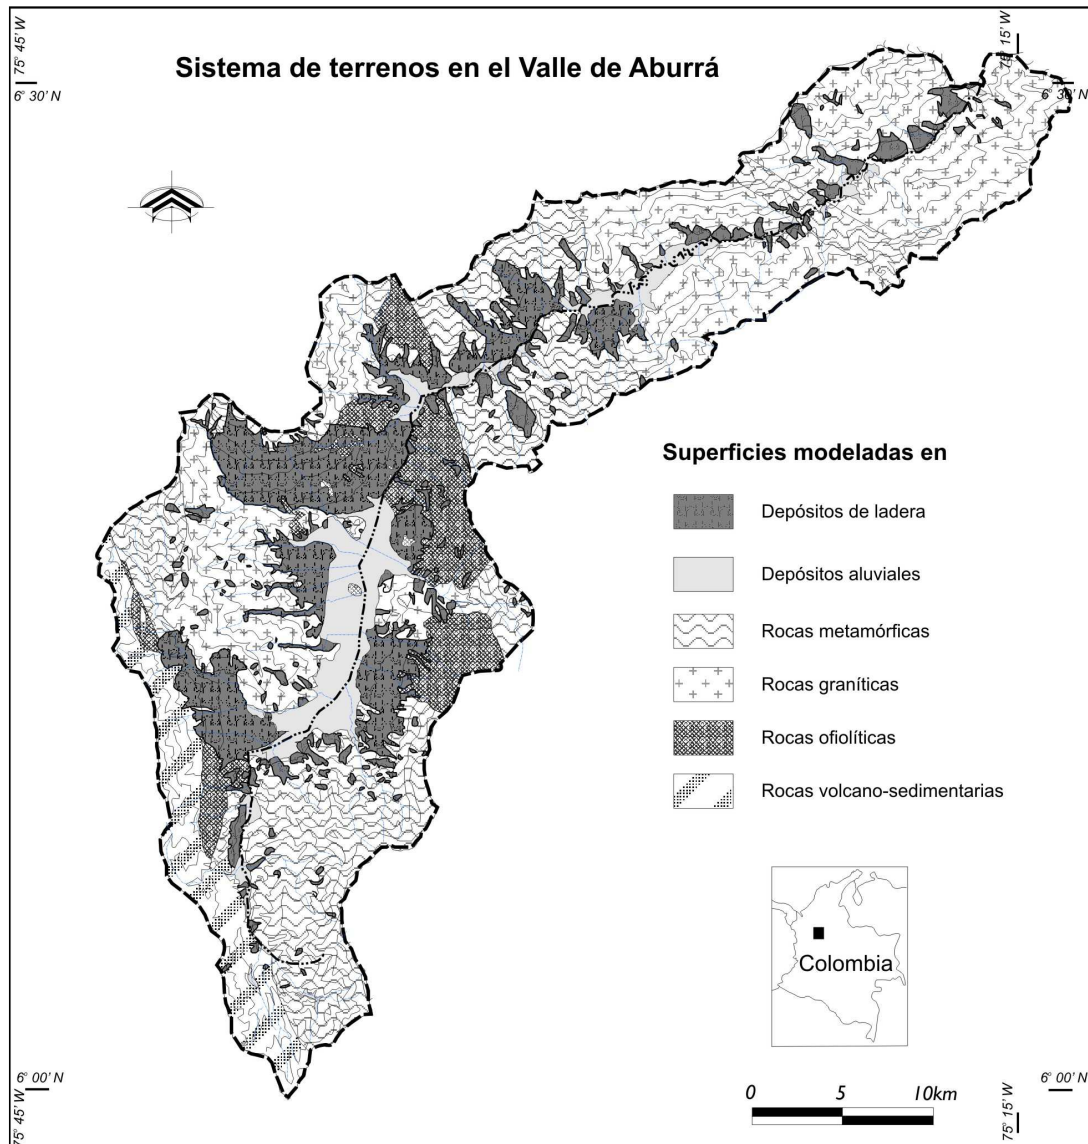 75° 45' W
75° 15' W
Sistema de terrenos en el Valle de Aburrá
6° 30' N
6° 30' N
Superficies modeladas en
Depósitos de ladera
Depósitos aluviales
Rocas metamórficas
Rocas graníticas
Rocas ofiolíticas
Rocas volcano-sedimentarias
Colombia
6° 00' N
6° 00' N
0 5 10km
75° 45' W
75° 15' W